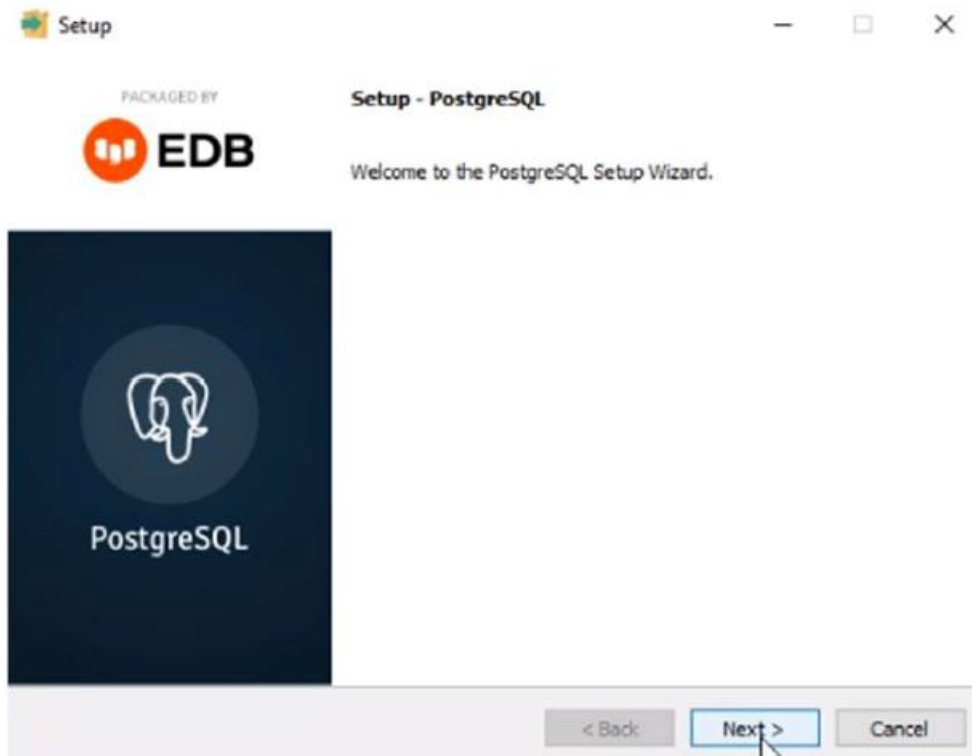 Setup
PACKAGED BY
EDB
Setup - PostgreSQL
Welcome to the PostgreSQL Setup Wizard.
PostgreSQL
< Back
Next >
Cancel